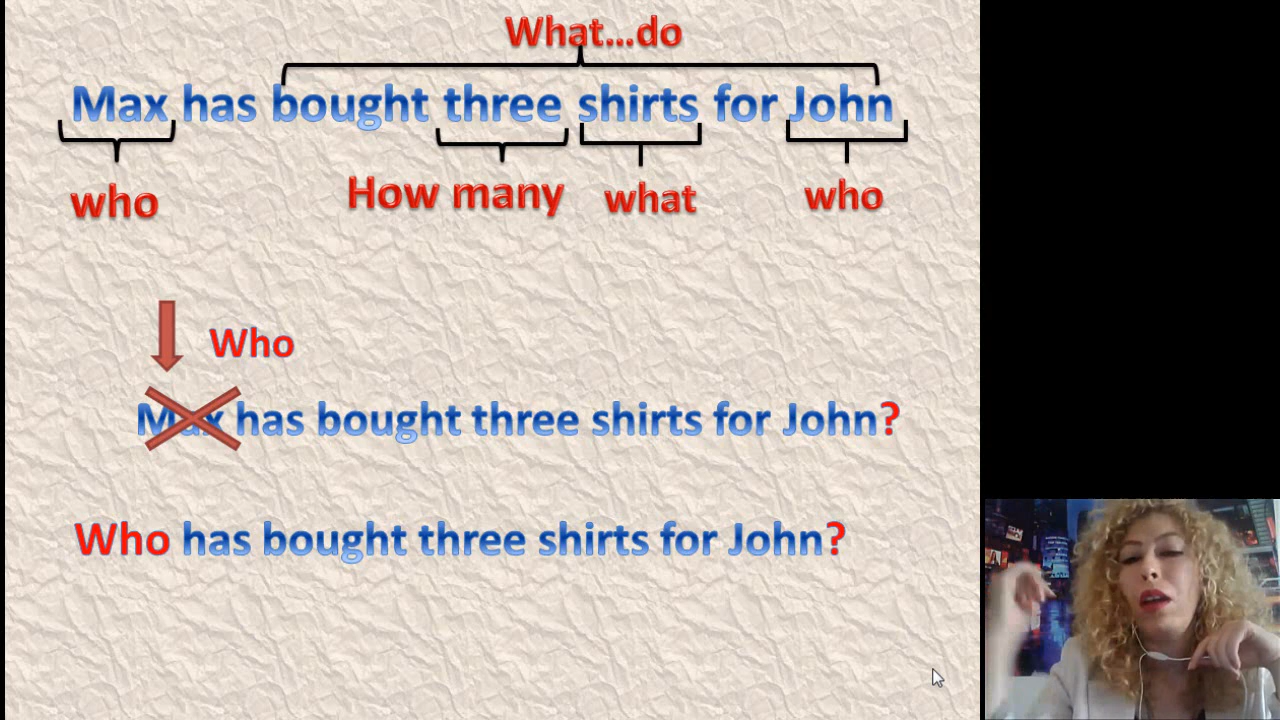 What...do
Max has bought three shirts for John
who How many what who
Who
Max has bought three shirts for John?
Who has bought three shirts for John?